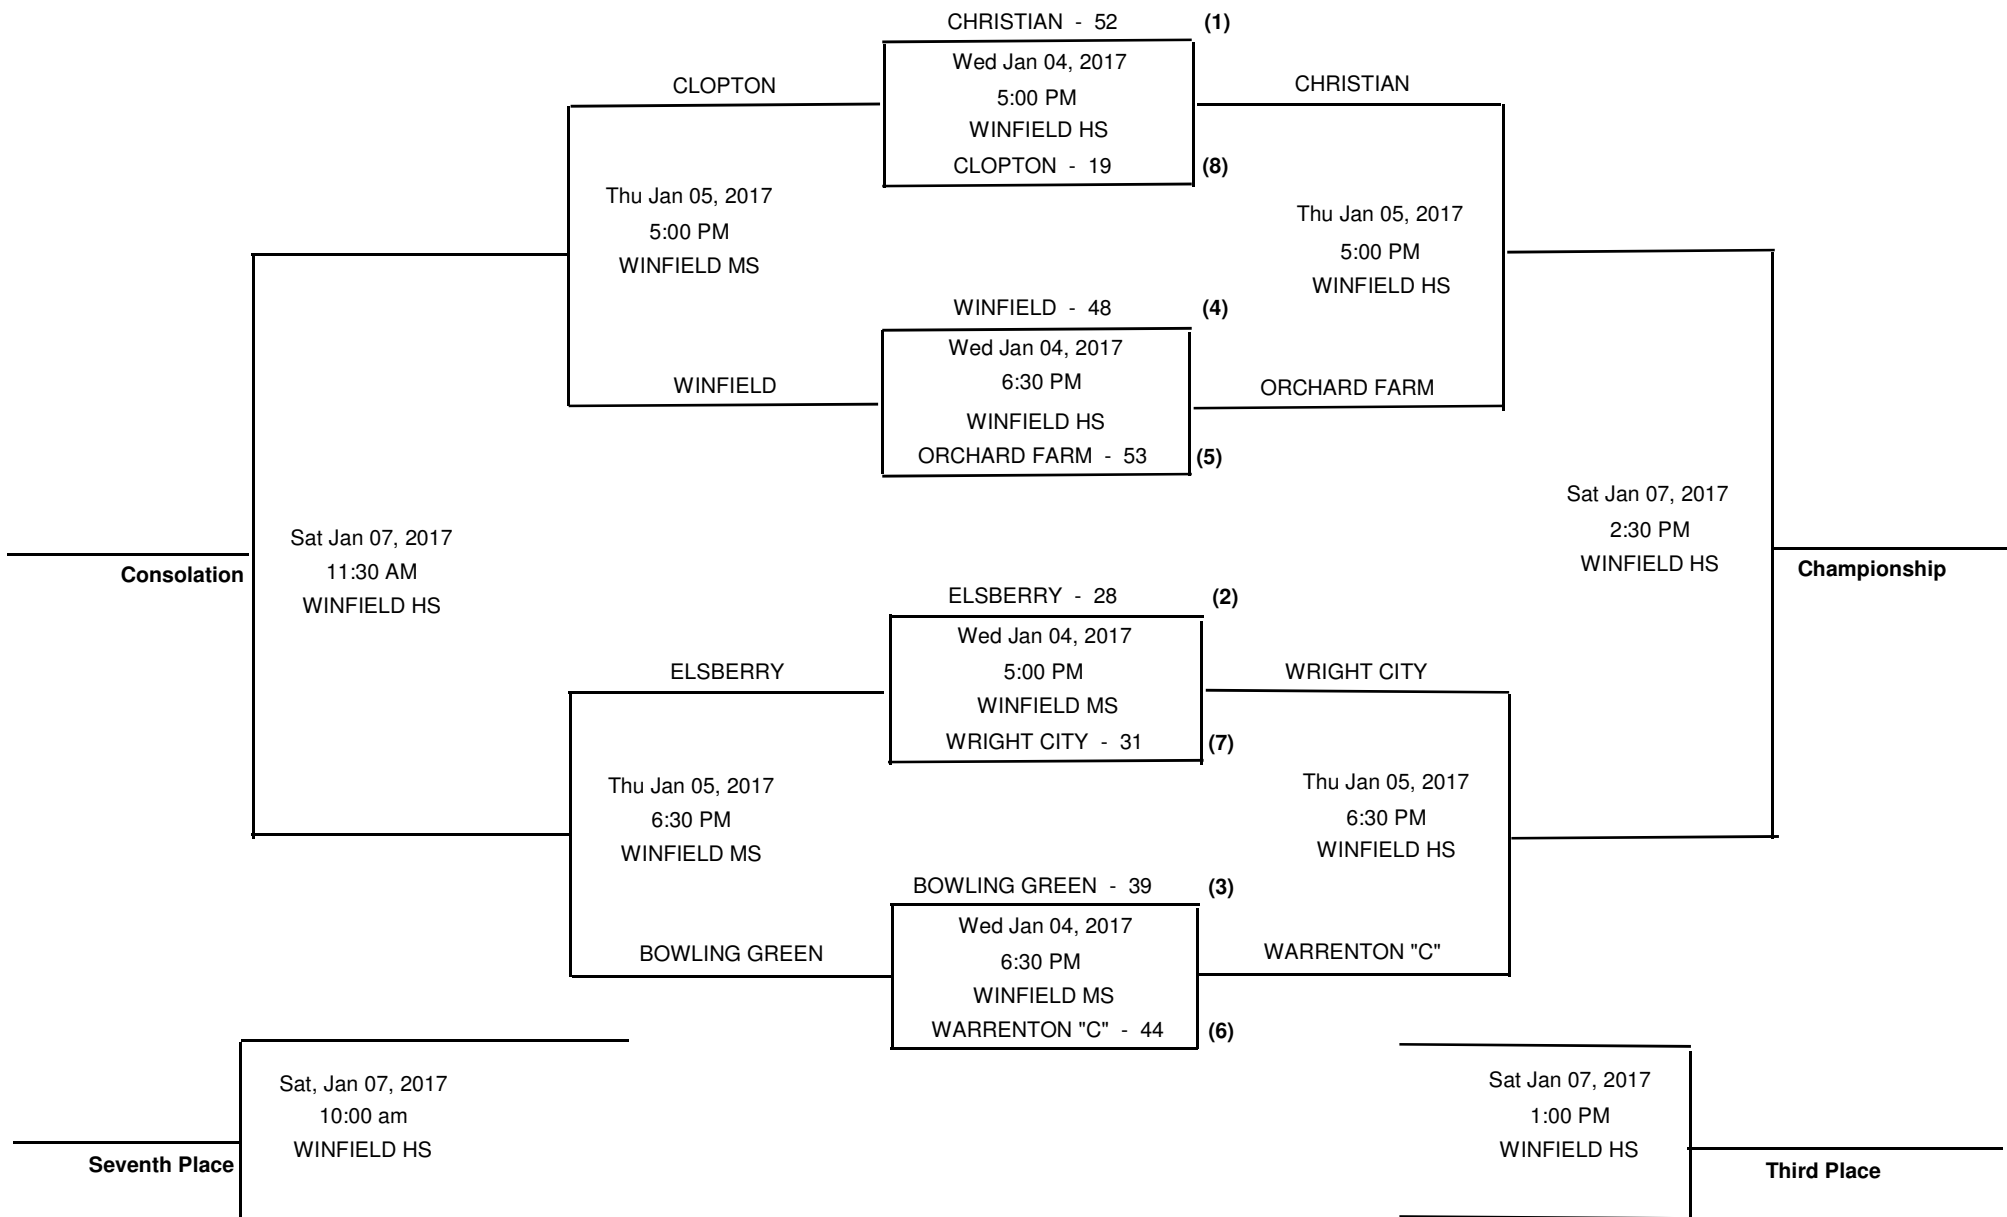 CHRISTIAN - 52 (1)
Wed Jan 04, 2017
5:00 PM
WINFIELD HS
CLOPTON - 19 (8)
CLOPTON
CHRISTIAN
Thu Jan 05, 2017
5:00 PM
WINFIELD MS
Thu Jan 05, 2017
5:00 PM
WINFIELD HS
WINFIELD - 48 (4)
Wed Jan 04, 2017
6:30 PM
WINFIELD HS
ORCHARD FARM - 53 (5)
WINFIELD
ORCHARD FARM
Sat Jan 07, 2017
11:30 AM
WINFIELD HS
Consolation
Sat Jan 07, 2017
2:30 PM
WINFIELD HS
Championship
ELSBERRY - 28 (2)
Wed Jan 04, 2017
5:00 PM
WINFIELD MS
WRIGHT CITY - 31 (7)
ELSBERRY
WRIGHT CITY
Thu Jan 05, 2017
6:30 PM
WINFIELD MS
Thu Jan 05, 2017
6:30 PM
WINFIELD HS
BOWLING GREEN - 39 (3)
Wed Jan 04, 2017
6:30 PM
WINFIELD MS
WARRENTON "C" - 44 (6)
BOWLING GREEN
WARRENTON "C"
Sat, Jan 07, 2017
10:00 am
WINFIELD HS
Seventh Place
Sat Jan 07, 2017
1:00 PM
WINFIELD HS
Third Place